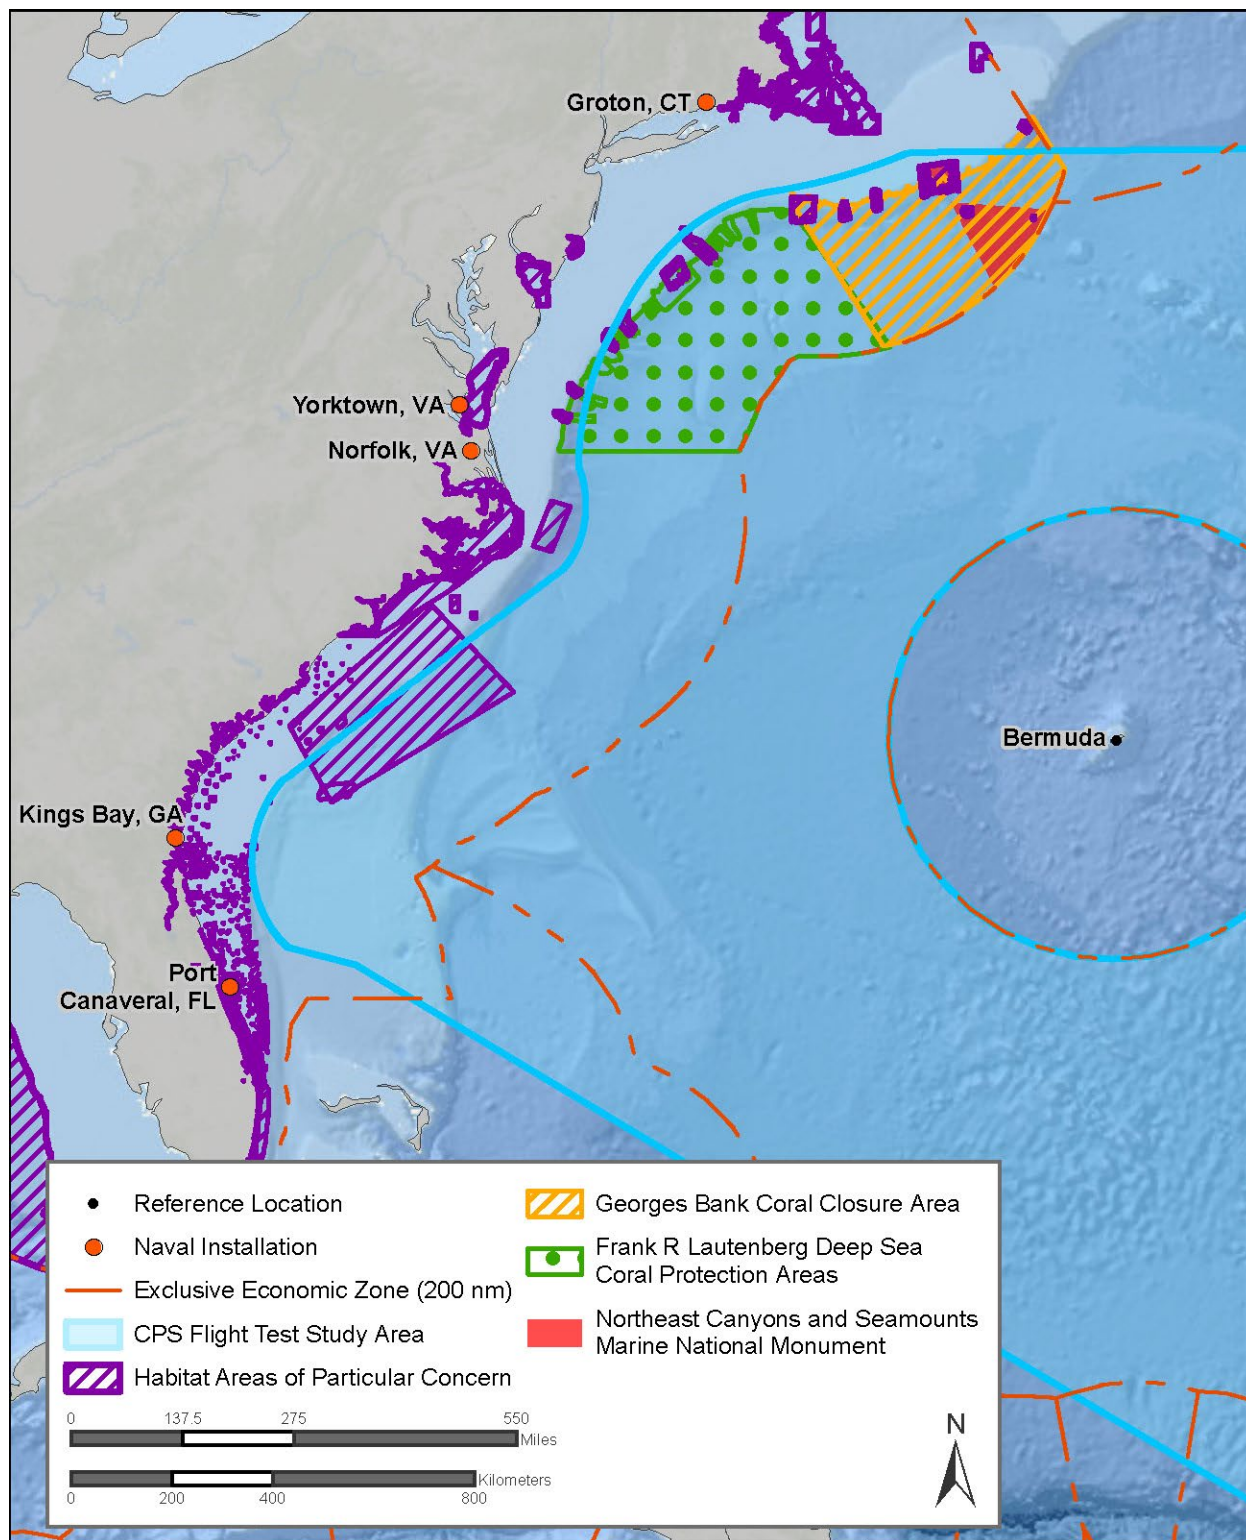 Groton, CT
Yorktown, VA
Norfolk, VA
Bermuda
Kings Bay, GA
Port
Canaveral, FL
Reference Location
Naval Installation
Exclusive Economic Zone (200 nm)
CPS Flight Test Study Area
Habitat Areas of Particular Concern
Georges Bank Coral Closure Area
Frank R Lautenberg Deep Sea
Coral Protection Areas
Northeast Canyons and Seamounts
Marine National Monument
0 137.5 275 550
Miles
Kilometers
0 200 400 800
N